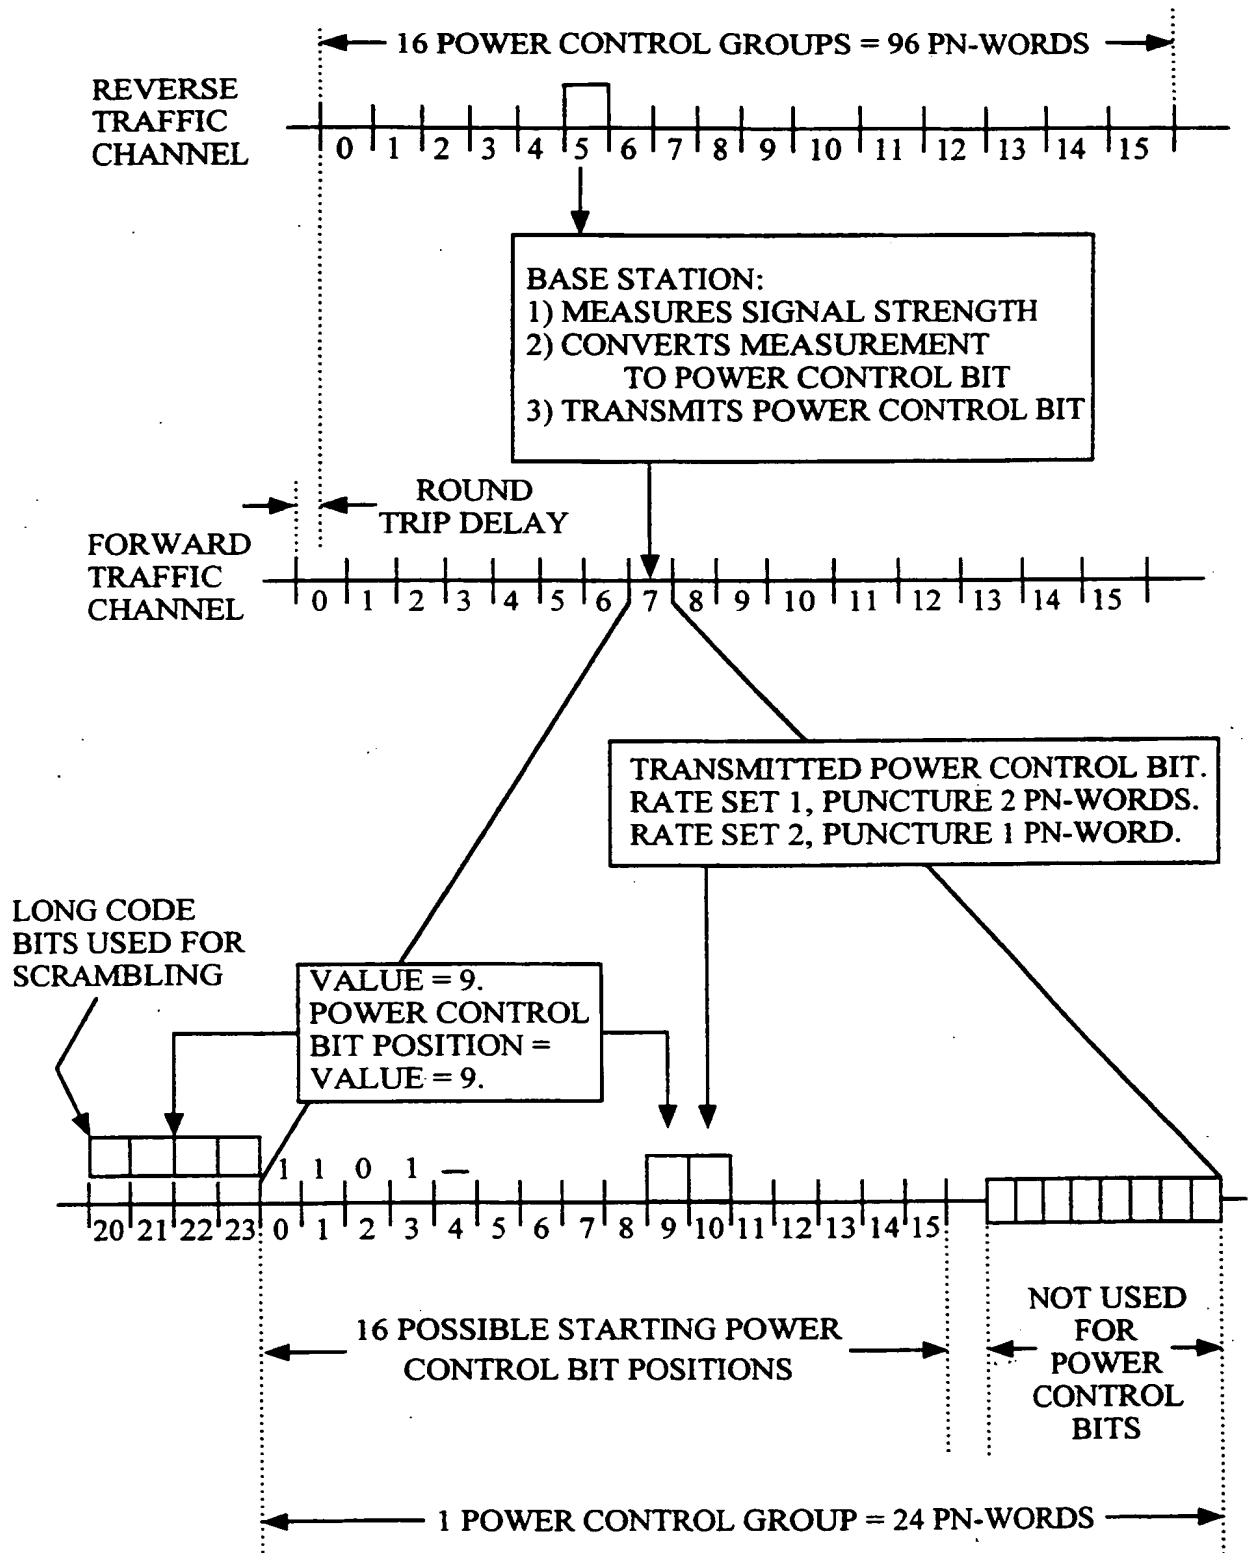 16 POWER CONTROL GROUPS = 96 PN-WORDS
REVERSE
TRAFFIC
CHANNEL
0 1 2 3 4 5 6 7 8 9 10 11 12 13 14 15
BASE STATION:
1) MEASURES SIGNAL STRENGTH
2) CONVERTS MEASUREMENT
TO POWER CONTROL BIT
3) TRANSMITS POWER CONTROL BIT
ROUND
TRIP DELAY
FORWARD
TRAFFIC
CHANNEL
0 1 2 3 4 5 6 7 8 9 10 11 12 13 14 15
TRANSMITTED POWER CONTROL BIT.
RATE SET 1, PUNCTURE 2 PN-WORDS.
RATE SET 2, PUNCTURE 1 PN-WORD.
LONG CODE
BITS USED FOR
SCRAMBLING
VALUE = 9.
POWER CONTROL
BIT POSITION =
VALUE = 9.
1 1 0 1 —
20 21 22 23 0 1 2 3 4 5 6 7 8 9 10 11 12 13 14 15
16 POSSIBLE STARTING POWER
CONTROL BIT POSITIONS
NOT USED
FOR
POWER
CONTROL
BITS
1 POWER CONTROL GROUP = 24 PN-WORDS